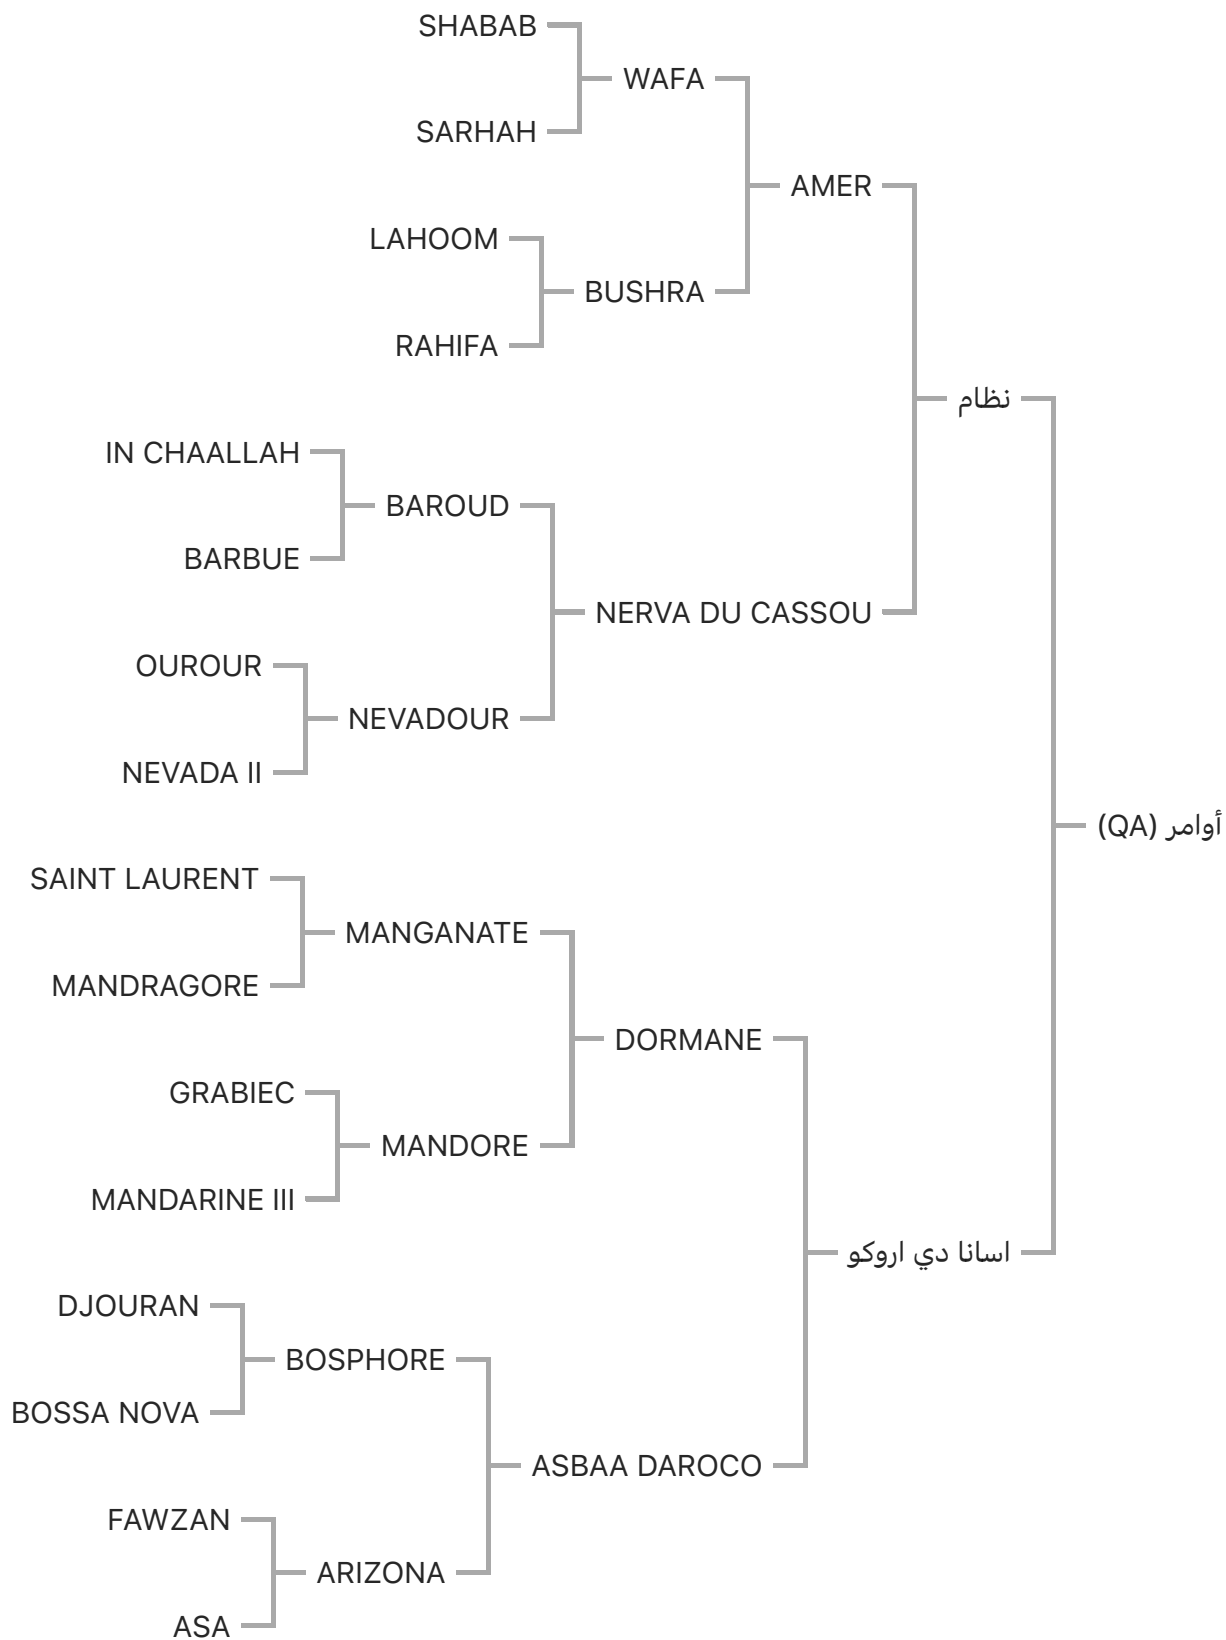 SHABAB
WAFA
SARHAH
AMER
LAHOOM
BUSHRA
RAHIFA
نظام
IN CHAALLAH
BAROUD
BARBUE
NERVA DU CASSOU
OUROUR
NEVADOUR
NEVADA II
أوامر (QA)
SAINT LAURENT
MANGANATE
MANDRAGORE
DORMANE
GRABIEC
MANDORE
MANDARINE III
اسانا دي اروكو
DJOURAN
BOSPHORE
BOSSA NOVA
ASBAA DAROCO
FAWZAN
ARIZONA
ASA